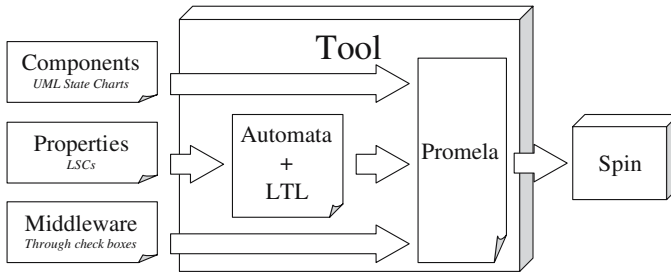 Tool
Components
UML State Charts
Properties
LSCs
Middleware
Through check boxes
Automata
+
LTL
Promela
Spin